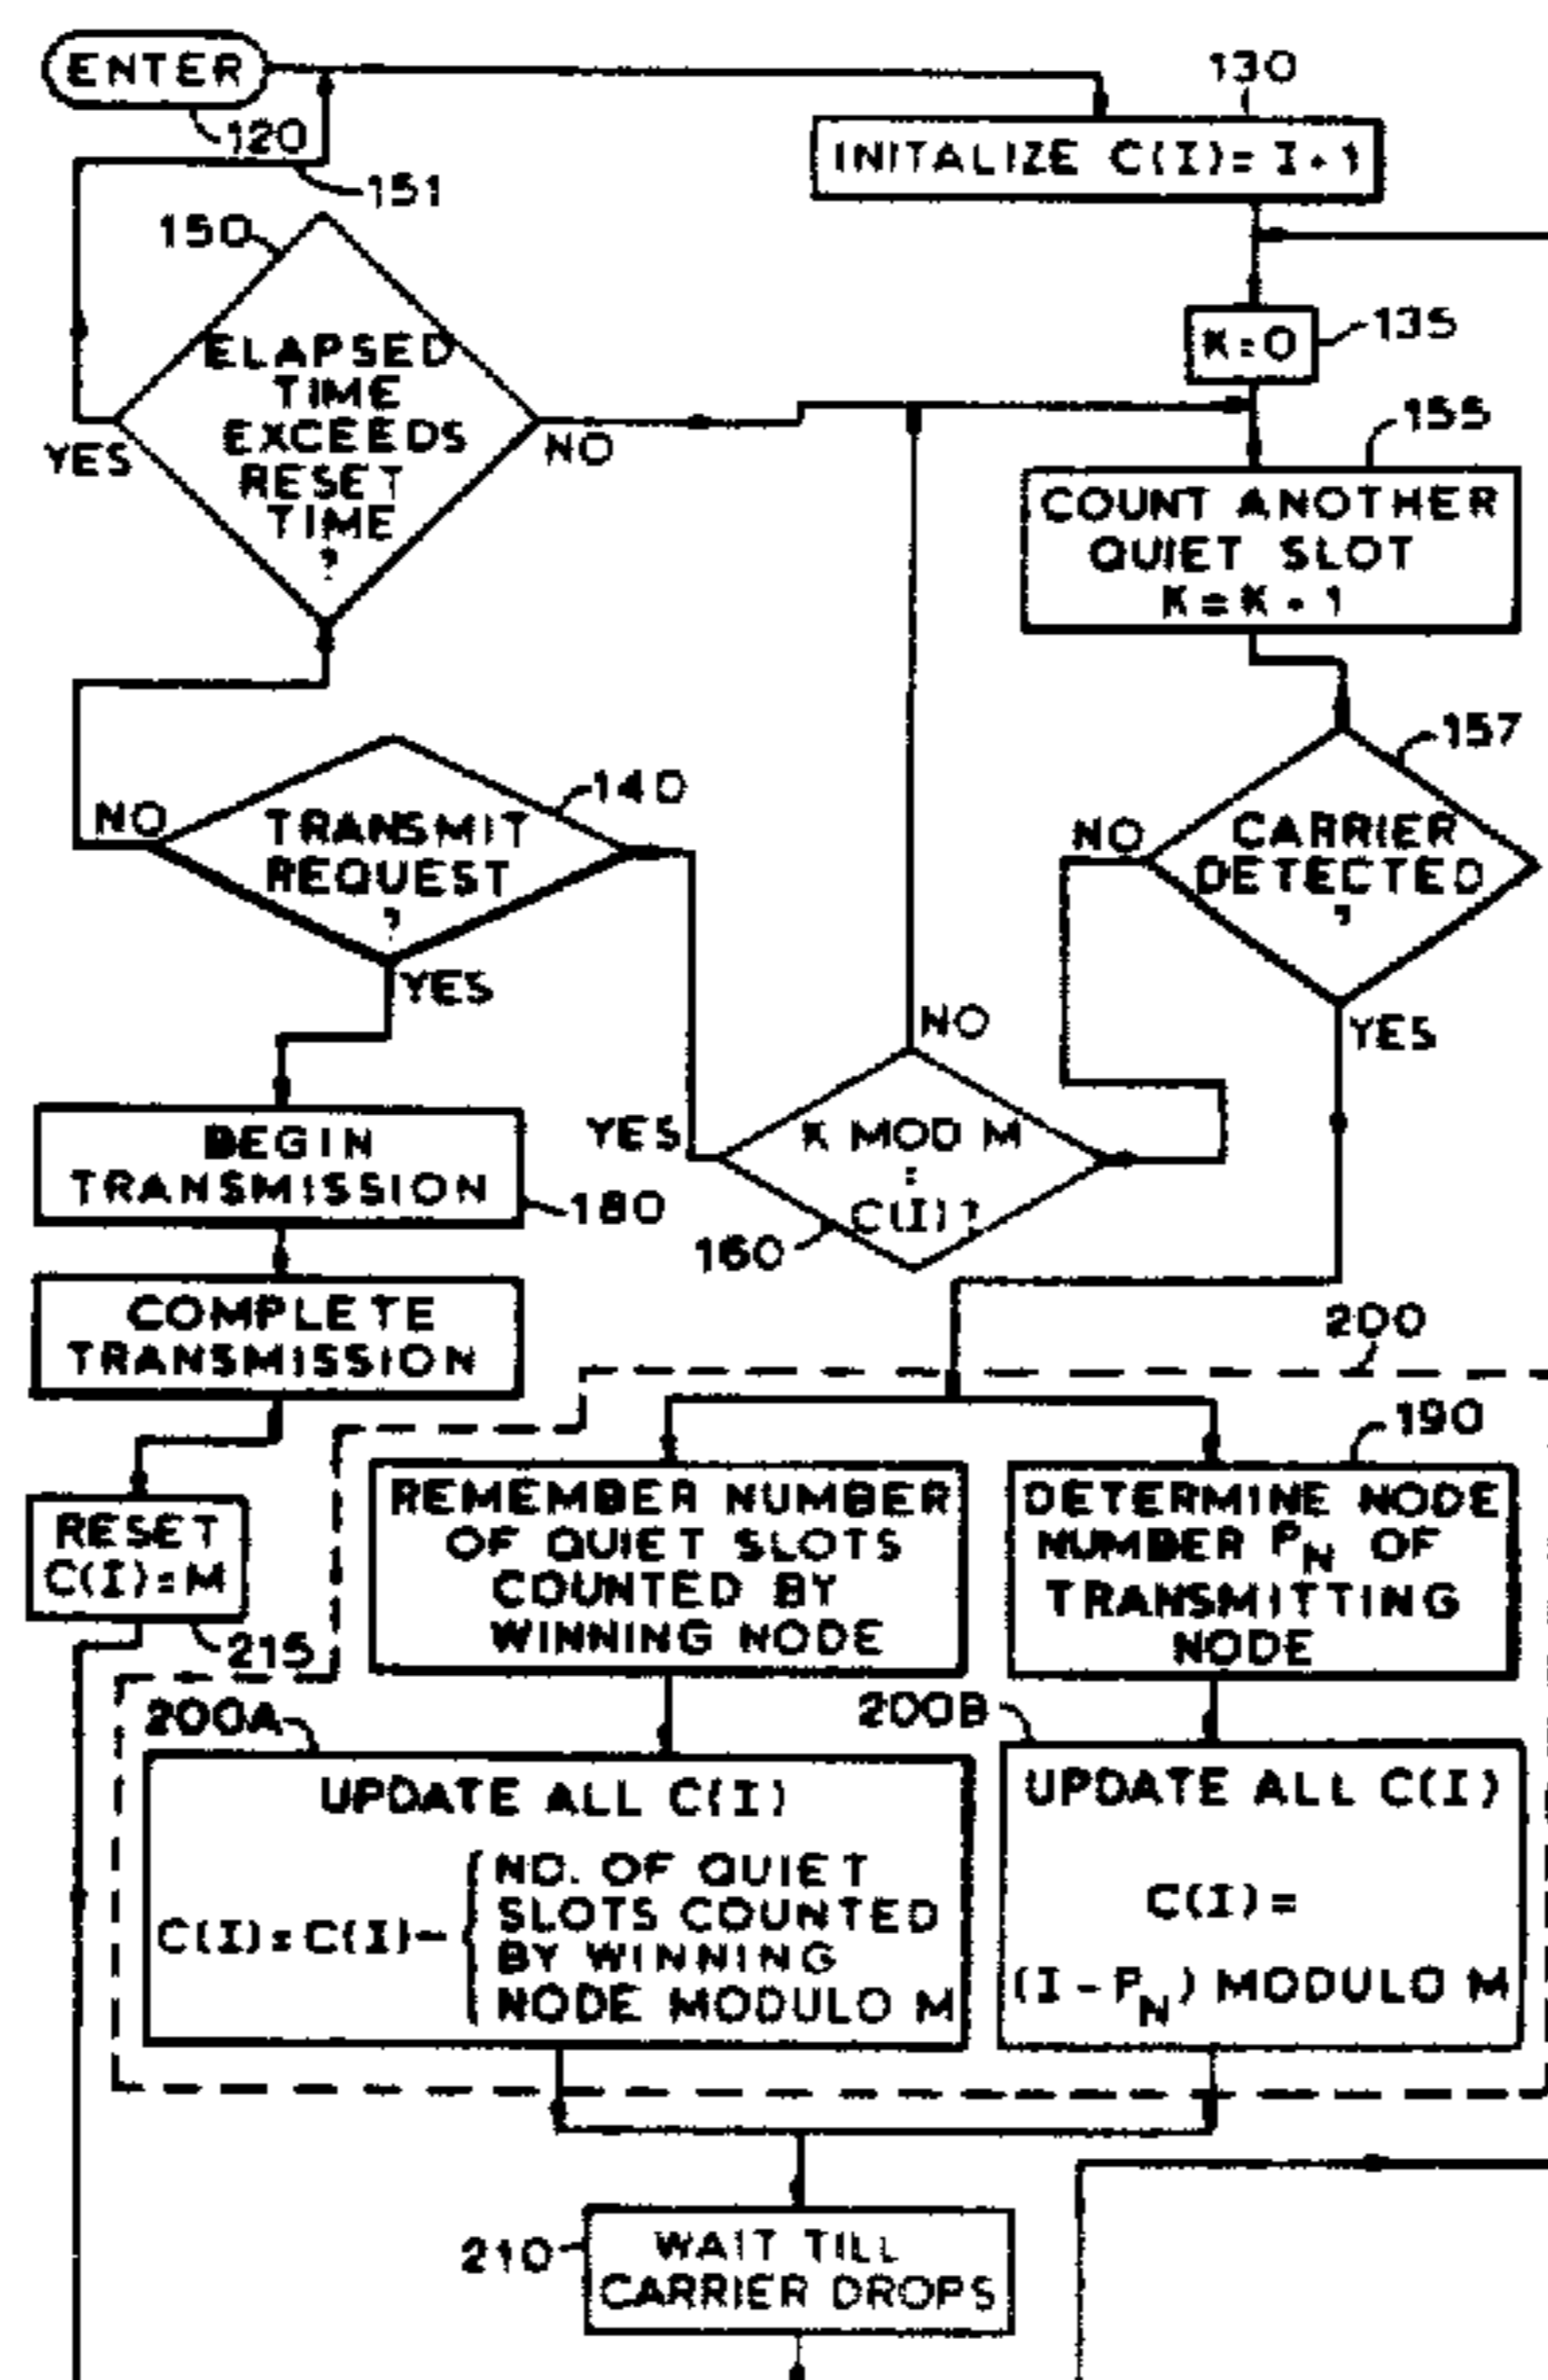 ENTER
120
130
INITALIZE C(I)= I+1
151
150
ELAPSED
TIME
EXCEEDS
RESET
TIME
?
YES
NO
K=0
135
155
COUNT ANOTHER
QUIET SLOT
K=K+1
157
CARRIER
DETECTED
?
NO
YES
140
TRANSMIT
REQUEST
?
NO
YES
NO
YES
K MOD M
=
C(I)?
160
BEGIN
TRANSMISSION
180
COMPLETE
TRANSMISSION
200
190
RESET
C(I)=M
215
REMEMBER NUMBER
OF QUIET SLOTS
COUNTED BY
WINNING NODE
DETERMINE NODE
NUMBER PN OF
TRANSMITTING
NODE
200A
200B
UPDATE ALL C(I)
C(I)=C(I)-
NO. OF QUIET
SLOTS COUNTED
BY WINNING
NODE MODULO M
UPDATE ALL C(I)
C(I)=
(I-PN) MODULO M
210
WAIT TILL
CARRIER DROPS